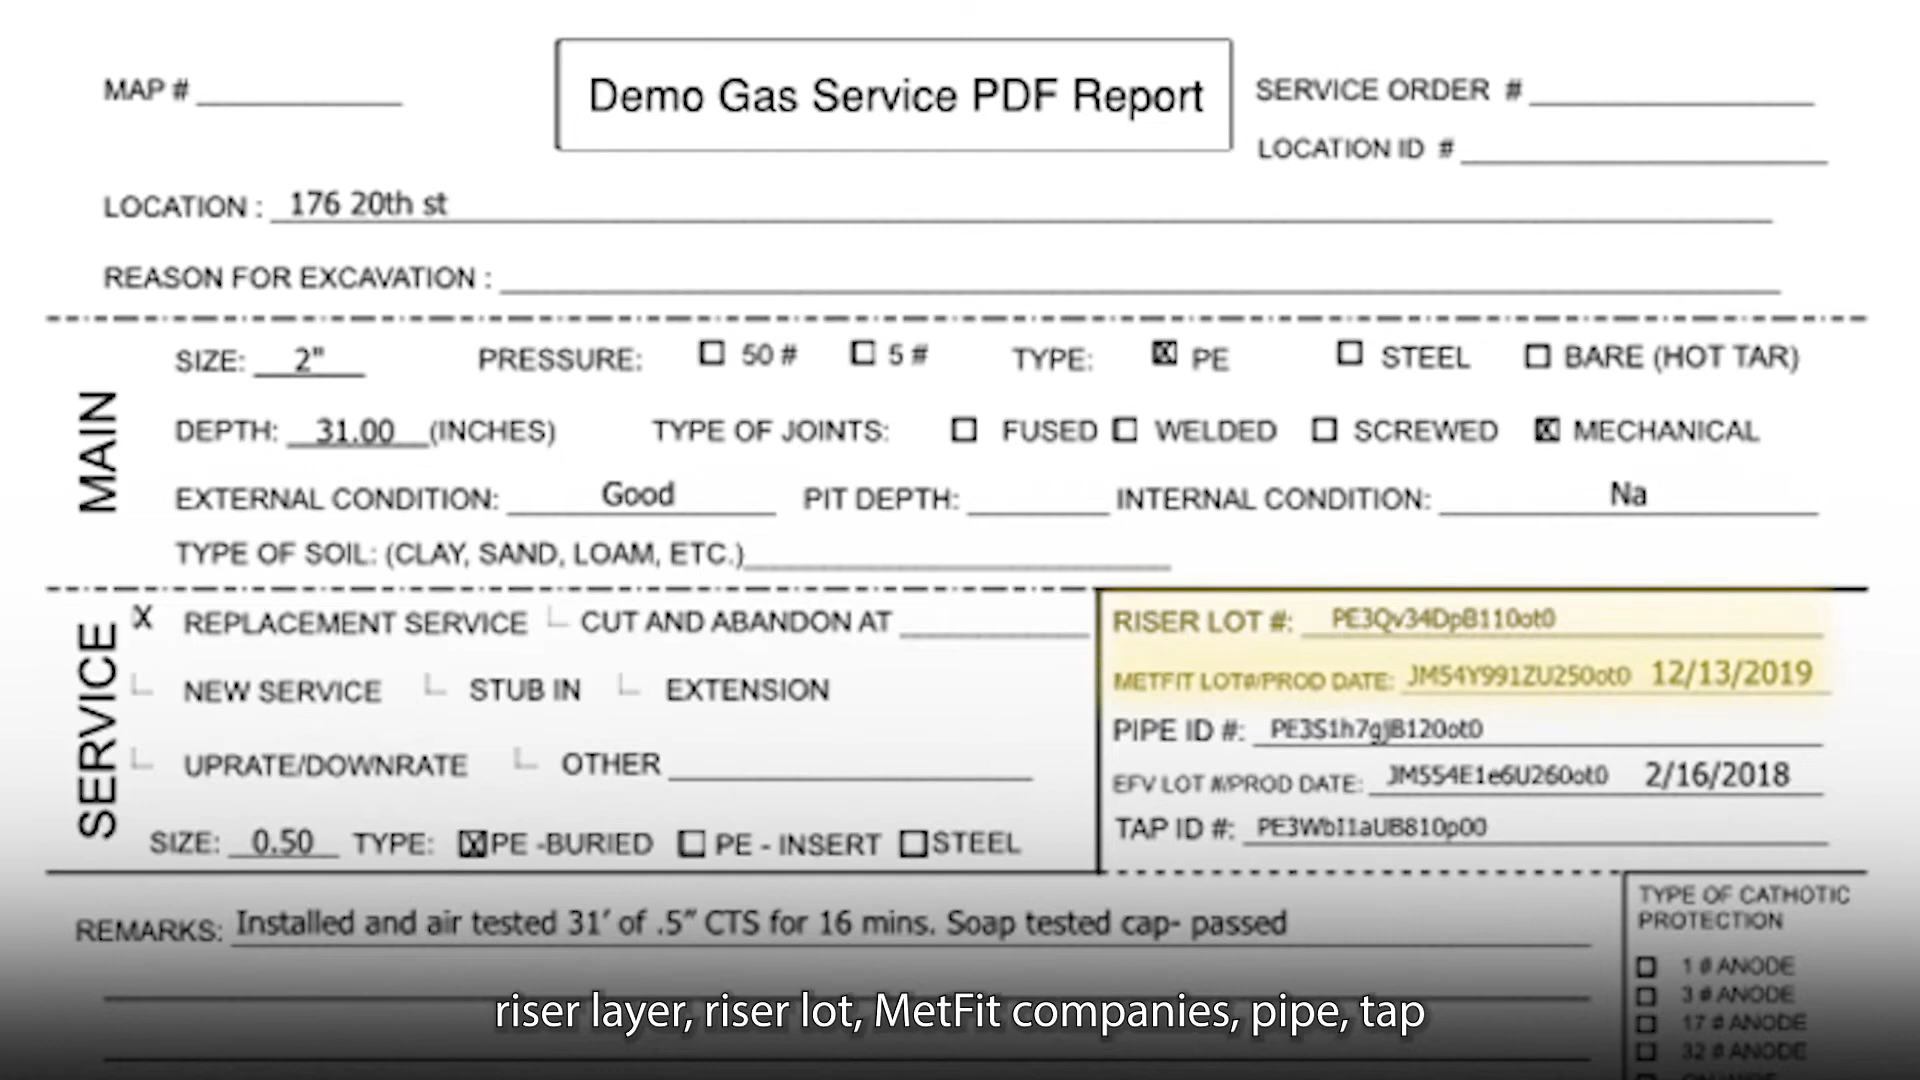 MAP #
Demo Gas Service PDF Report
SERVICE ORDER #
LOCATION ID #
LOCATION : 176 20th st
REASON FOR EXCAVATION :
MAIN
SIZE: 2" PRESSURE: 50 # 5 # TYPE: PE STEEL BARE (HOT TAR)
DEPTH: 31.00 (INCHES) TYPE OF JOINTS: FUSED WELDED SCREWED MECHANICAL
EXTERNAL CONDITION: Good PIT DEPTH: INTERNAL CONDITION: Na
TYPE OF SOIL: (CLAY, SAND, LOAM, ETC.)
SERVICE
X REPLACEMENT SERVICE CUT AND ABANDON AT
NEW SERVICE STUB IN EXTENSION
UPRATE/DOWNRATE OTHER
SIZE: 0.50 TYPE: PE -BURIED PE - INSERT STEEL
RISER LOT #: PE3Qv34DpB110ot0
METFIT LOT#/PROD DATE: JM54Y991ZU250ot0 12/13/2019
PIPE ID #: PE3S1h7gjB120ot0
EFV LOT #/PROD DATE: JM554E1e6U260ot0 2/16/2018
TAP ID #: PE3WbI1aUB810p00
REMARKS: Installed and air tested 31' of .5" CTS for 16 mins. Soap tested cap- passed
TYPE OF CATHOTIC
PROTECTION
1 # ANODE
3 # ANODE
17 # ANODE
32 # ANODE
riser layer, riser lot, MetFit companies, pipe, tap